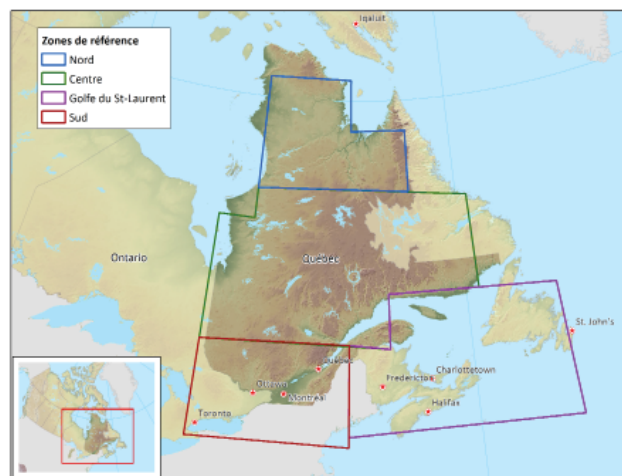 Iqaluit
Zones de référence
Nord
Centre
Golfe du St-Laurent
Sud
Ontario
Québec
St. John's
Québec
Charlottetown
Fredericton
Ottawa
Montréal
Halifax
Toronto